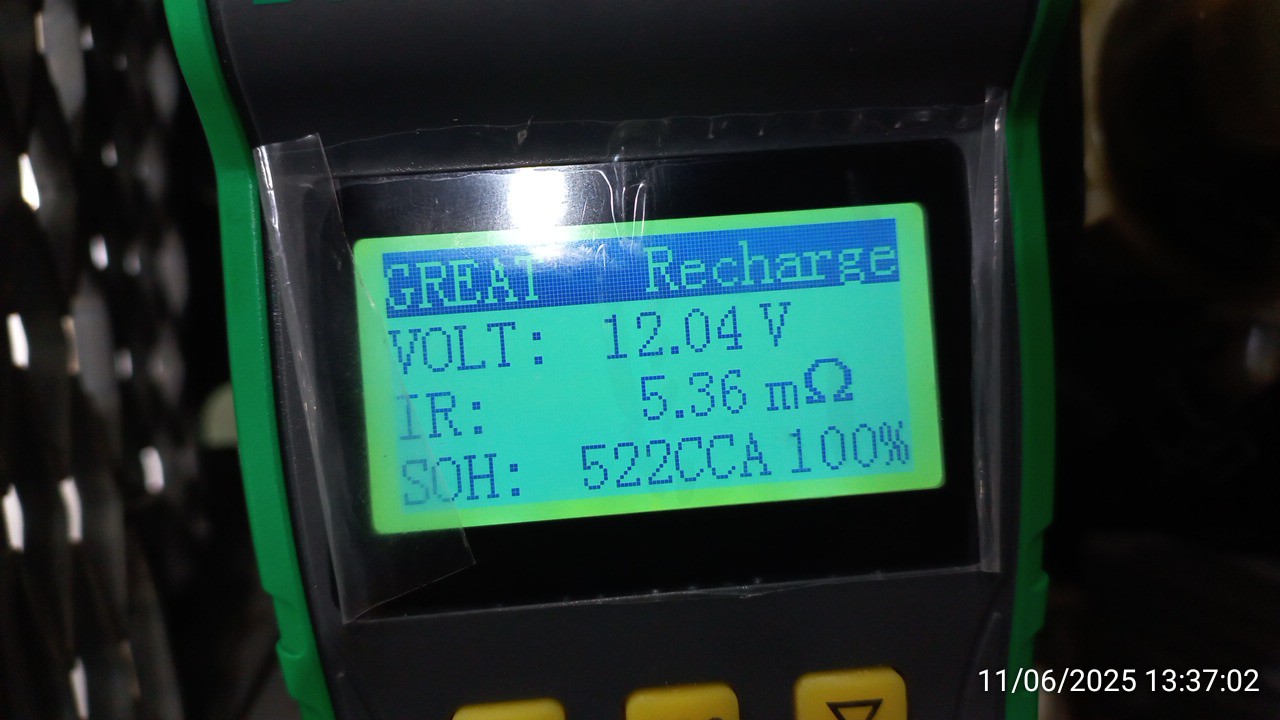 GREAT Recharge
VOLT: 12.04 V
IR: 5.36 mΩ
SOH: 522CCA 100%
11/06/2025 13:37:02